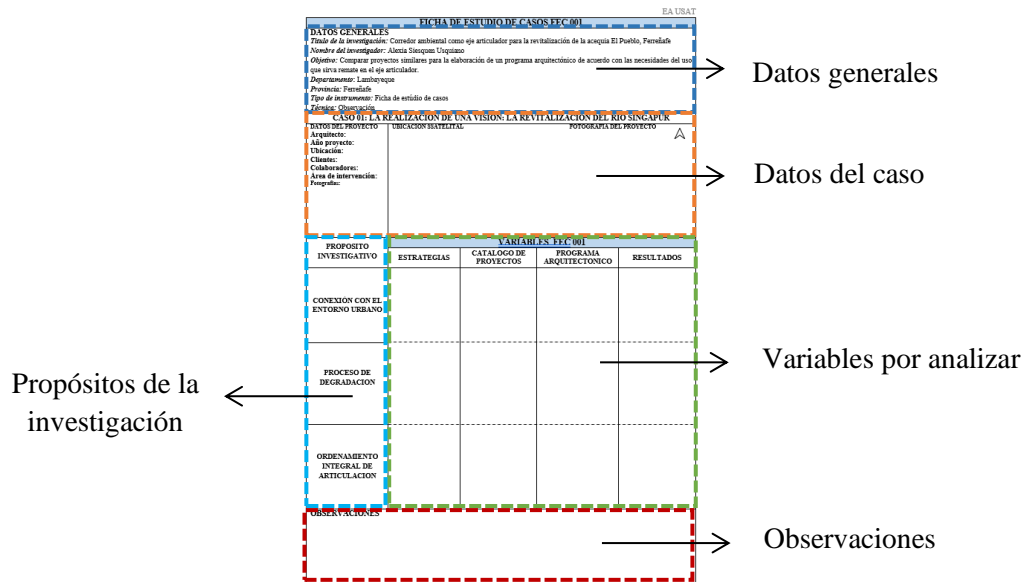 EA USAT
FICHA DE ESTUDIO DE CASOS FEC 001
DATOS GENERALES
Titulo de la investigación: Corredor ambiental como eje articulador para la revitalización de la acequia El Pueblo, Ferreñafe
Nombre del investigador: Alexia Siesquen Usquiano
Objetivo: Comparar proyectos similares para la elaboración de un programa arquitectónico de acuerdo con las necesidades del uso
que sirva remate en el eje articulador.
Departamento: Lambayeque
Provincia: Ferreñafe
Tipo de instrumento: Ficha de estúdio de casos
Técnica: Observación
Datos generales
CASO 01: LA REALIZACION DE UNA VISION: LA REVITALIZACION DEL RIO SINGAPUR
DATOS DEL PROYECTO
UBICACIÓN SSATELITAL
FOTOGRAFIA DEL PROYECTO
Arquitecto:
Año proyecto:
Ubicación:
Clientes:
Colaboradores:
Area de intervención:
Fotografias:
Datos del caso
PROPOSITO
INVESTIGATIVO
VARIABLES FEC 001
ESTRATEGIAS
CATALOGO DE
PROYECTOS
PROGRAMA
ARQUITECTONICO
RESULTADOS
CONEXIÓN CON EL
ENTORNO URBANO
PROCESO DE
DEGRADACION
ORDENAMIENTO
INTEGRAL DE
ARTICULACION
Variables por analizar
Propósitos de la
investigación
OBSERVACIONES
Observaciones